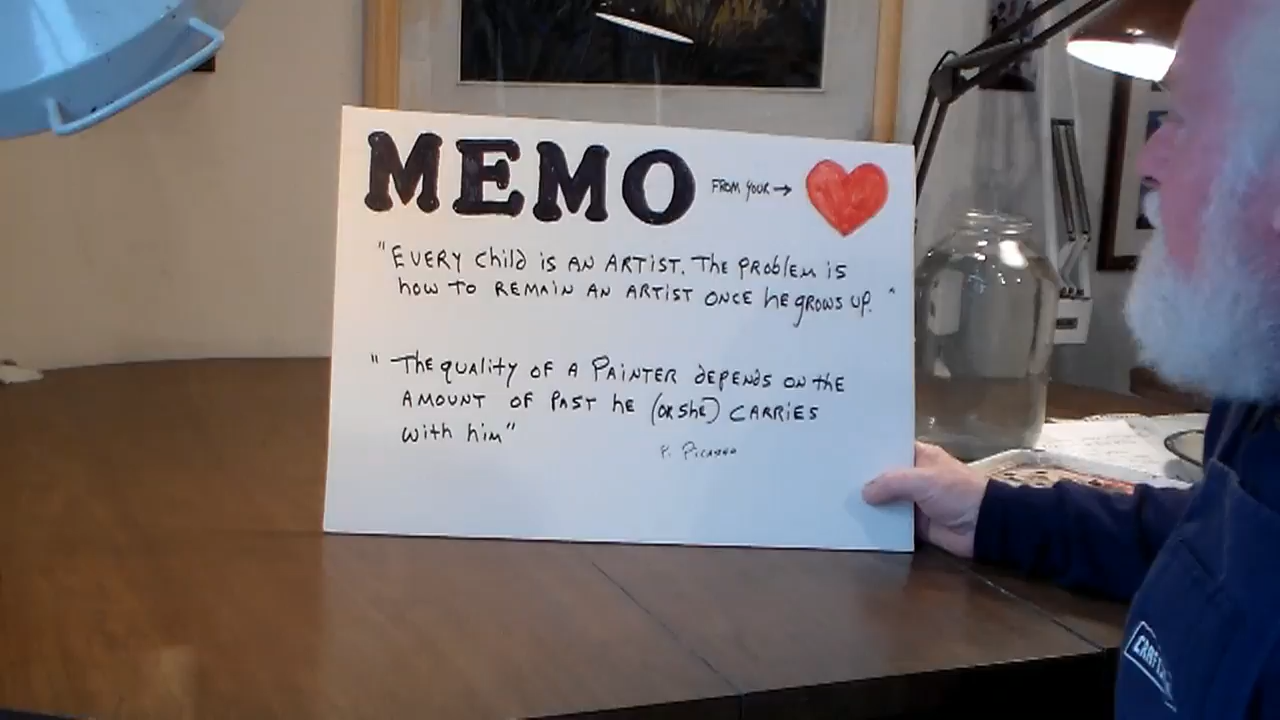 MEMO FROM YOUR →
"EVERY child is AN ARTIST. The problem is
how to REMAIN AN ARTIST ONCE he grows up."
"The quality of a PAINTER depends on the
AMOUNT OF PAST he (or she) CARRIES
with him"
P. Picasso